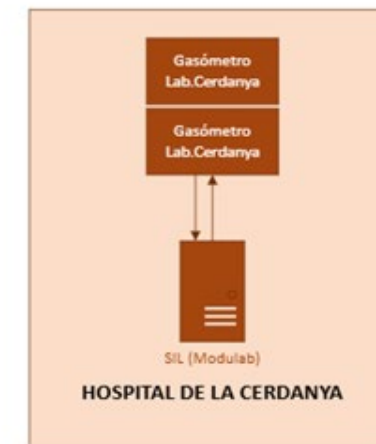 Gasómetro
Lab.Cerdanya
Gasómetro
Lab.Cerdanya
SIL (Modulab)
HOSPITAL DE LA CERDANYA